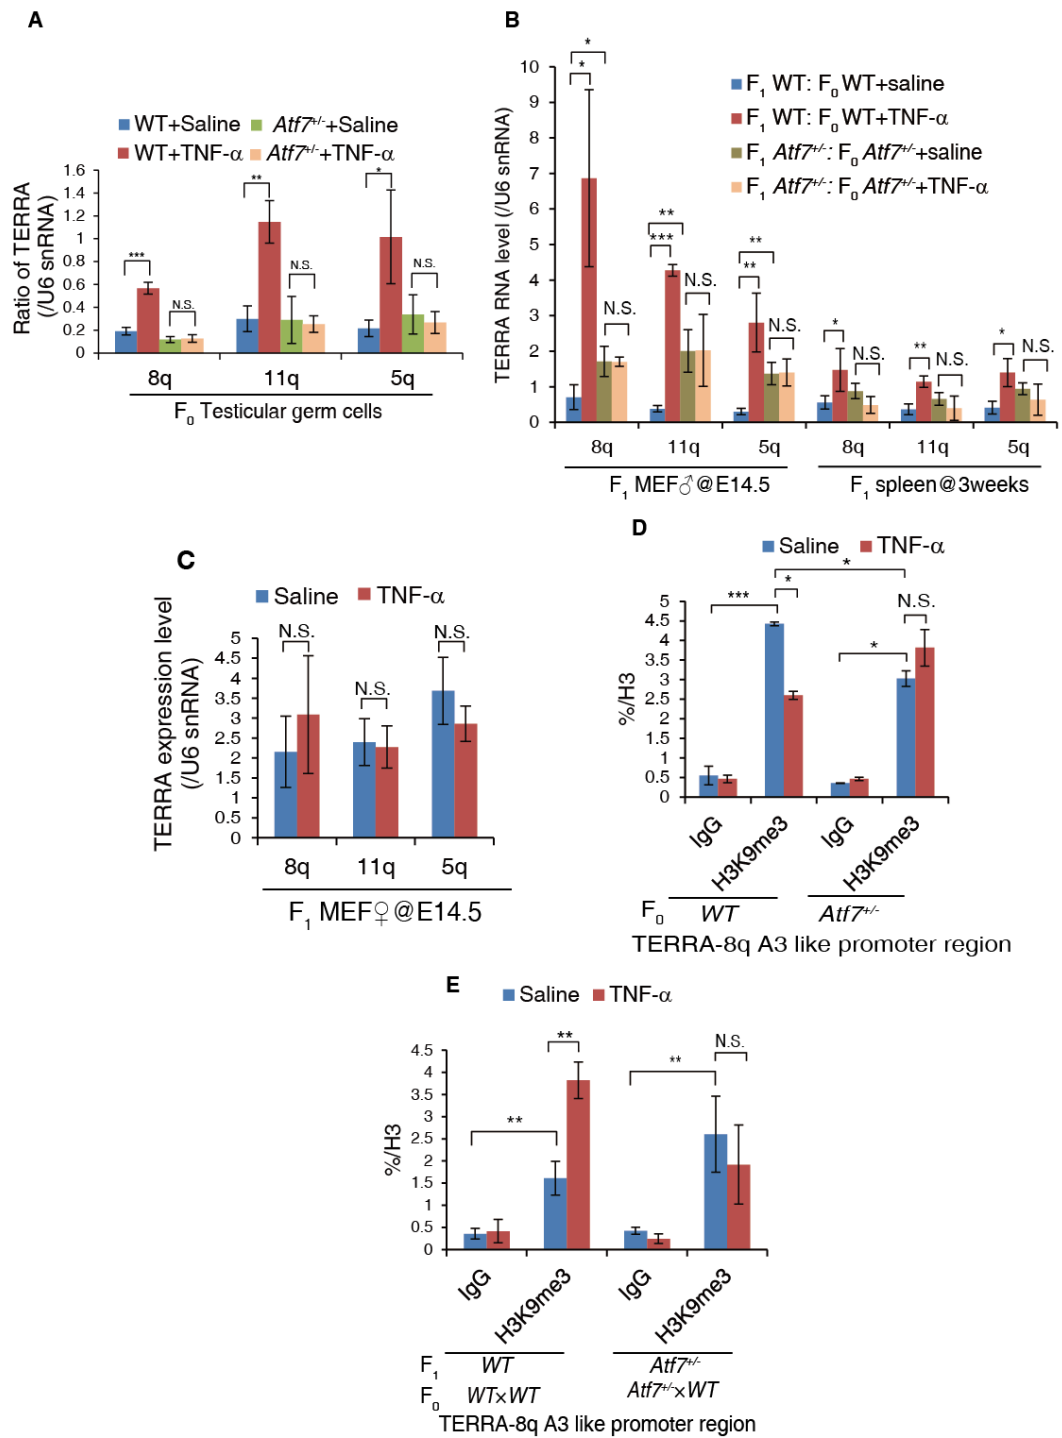 A
WT+Saline Atf7+/-+Saline
WT+TNF-α Atf7+/-+TNF-α
Ratio of TERRA
(/U6 snRNA)
1.6
1.4
1.2
1
0.8
0.6
0.4
0.2
0
***
N.S.
**
N.S.
*
N.S.
8q 11q 5q
F0 Testicular germ cells
B
F1 WT: F0 WT+saline
F1 WT: F0 WT+TNF-α
F1 Atf7+/-: F0 Atf7+/-+saline
F1 Atf7+/-: F0 Atf7+/-+TNF-α
TERRA RNA level (/U6 snRNA)
10
9
8
7
6
5
4
3
2
1
0
*
*
N.S.
**
***
N.S.
**
**
N.S.
*
N.S.
**
N.S.
*
N.S.
8q 11q 5q 8q 11q 5q
F1 MEF♂@E14.5 F1 spleen@3weeks
C
Saline TNF-α
TERRA expression level
(/U6 snRNA)
5
4.5
4
3.5
3
2.5
2
1.5
1
0.5
0
N.S.
N.S.
N.S.
8q 11q 5q
F1 MEF♀@E14.5
D
Saline TNF-α
%/H3
5
4.5
4
3.5
3
2.5
2
1.5
1
0.5
0
*
***
*
N.S.
*
IgG H3K9me3 IgG H3K9me3
F0 WT Atf7+/-
TERRA-8q A3 like promoter region
E
Saline TNF-α
%/H3
4.5
4
3.5
3
2.5
2
1.5
1
0.5
0
**
**
**
N.S.
IgG H3K9me3 IgG H3K9me3
F1 WT Atf7+/-
F0 WT×WT Atf7+/-×WT
TERRA-8q A3 like promoter region